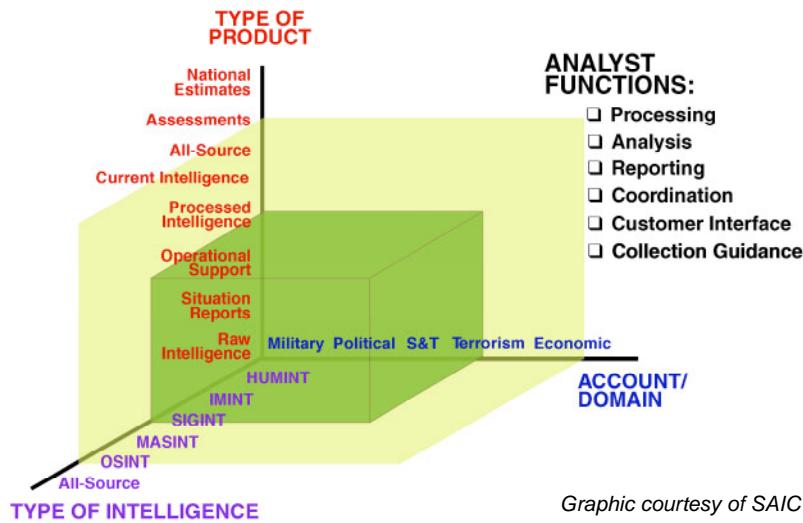 TYPE OF
PRODUCT
National
Estimates
Assessments
All-Source
Current Intelligence
Processed
Intelligence
Operational
Support
Situation
Reports
Raw
Intelligence
Military Political S&T Terrorism Economic
ACCOUNT/
DOMAIN
HUMINT
IMINT
SIGINT
MASINT
OSINT
All-Source
TYPE OF INTELLIGENCE
ANALYST
FUNCTIONS:
❑ Processing
❑ Analysis
❑ Reporting
❑ Coordination
❑ Customer Interface
❑ Collection Guidance
Graphic courtesy of SAIC